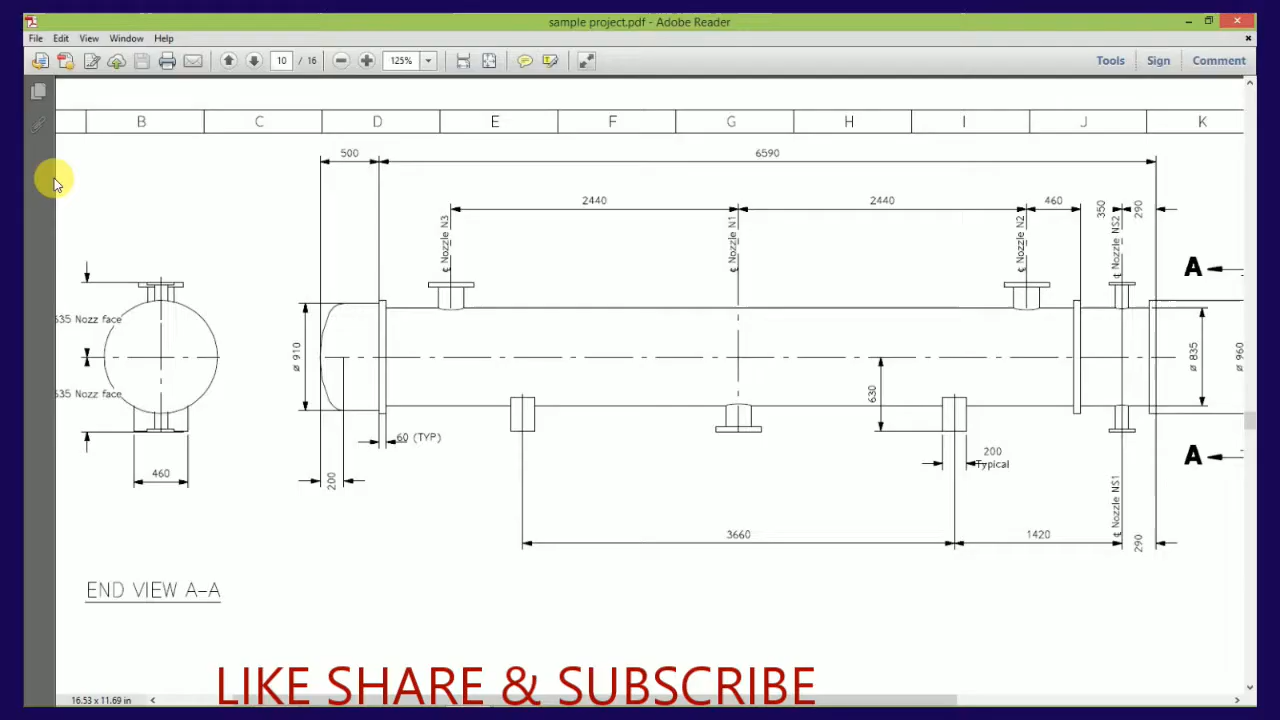 sample project.pdf - Adobe Reader
File Edit View Window Help
10 / 16 125% Tools Sign Comment
B C D E F G H I J K
500 6590
2440 2440 460 350 290
℄ Nozzle N3 ℄ Nozzle N1 ℄ Nozzle N2 ℄ Nozzle NS2
A
635 Nozz face
ø 910 ø 835 ø 960
635 Nozz face
630
60 (TYP)
200
Typical
A
460
200
℄ Nozzle NS1
3660 1420 290
END VIEW A-A
LIKE SHARE & SUBSCRIBE
16.53 x 11.69 in